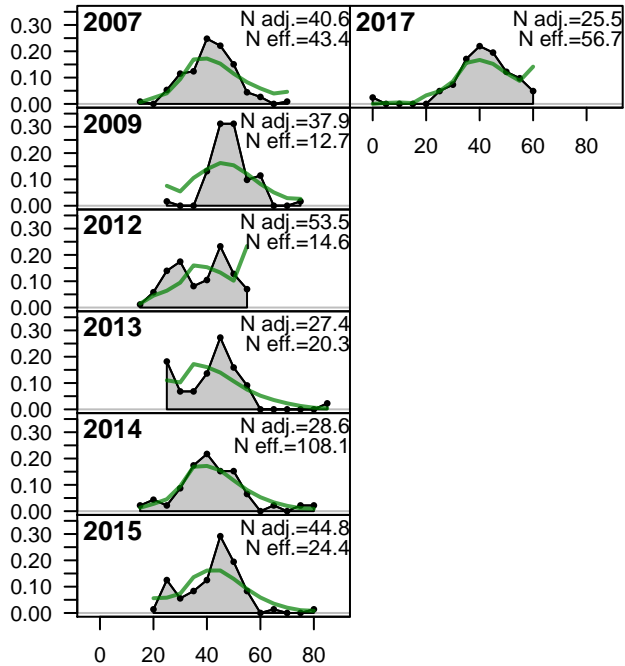 2007
N adj.=40.6
N eff.=43.4
0.30
0.20
0.10
0.00
2009
N adj.=37.9
N eff.=12.7
0.30
0.20
0.10
0.00
2012
N adj.=53.5
N eff.=14.6
0.30
0.20
0.10
0.00
2013
N adj.=27.4
N eff.=20.3
0.30
0.20
0.10
0.00
2014
N adj.=28.6
N eff.=108.1
0.30
0.20
0.10
0.00
2015
N adj.=44.8
N eff.=24.4
0.30
0.20
0.10
0.00
0 20 40 60 80
2017
N adj.=25.5
N eff.=56.7
0 20 40 60 80